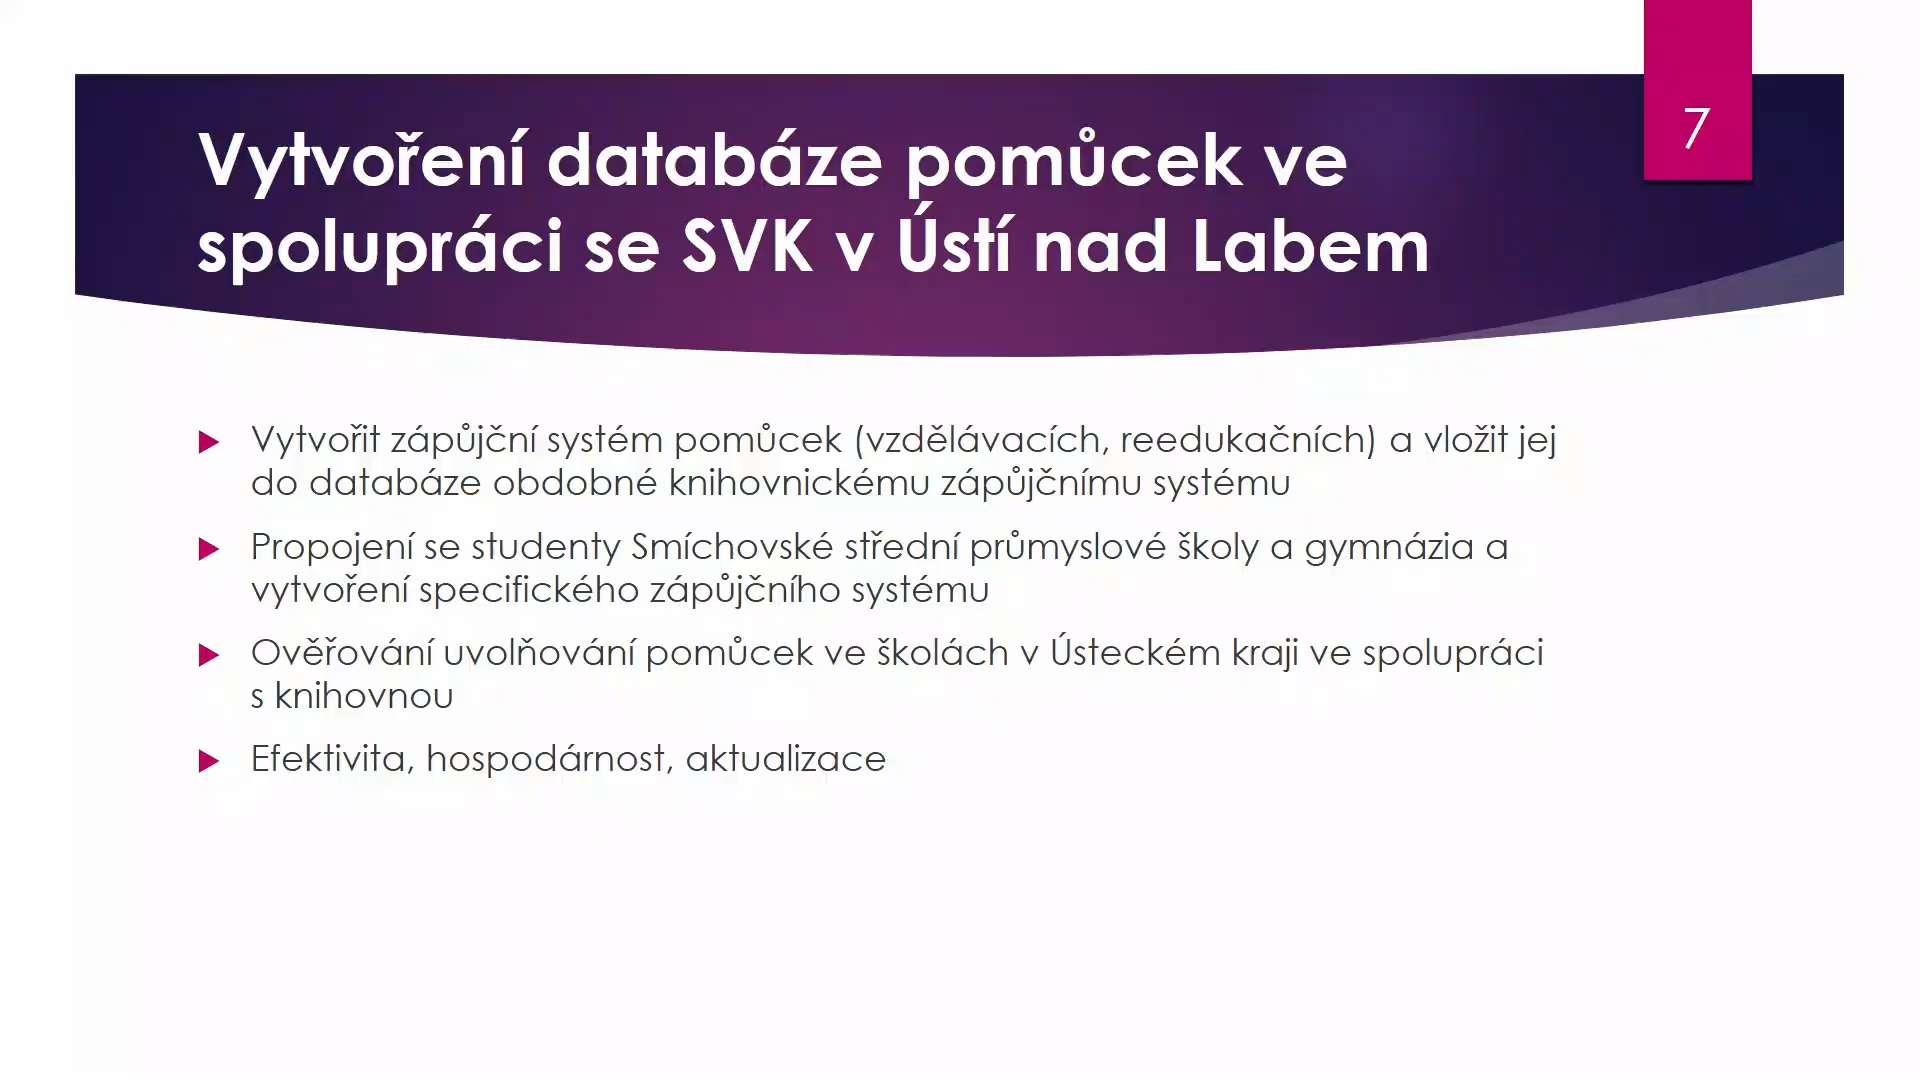 7
Vytvoření databáze pomůcek ve
spolupráci se SVK v Ústí nad Labem
Vytvořit zápůjční systém pomůcek (vzdělávacích, reedukačních) a vložit jej
do databáze obdobné knihovnickému zápůjčnímu systému
Propojení se studenty Smíchovské střední průmyslové školy a gymnázia a
vytvoření specifického zápůjčního systému
Ověřování uvolňování pomůcek ve školách v Ústeckém kraji ve spolupráci
s knihovnou
Efektivita, hospodárnost, aktualizace